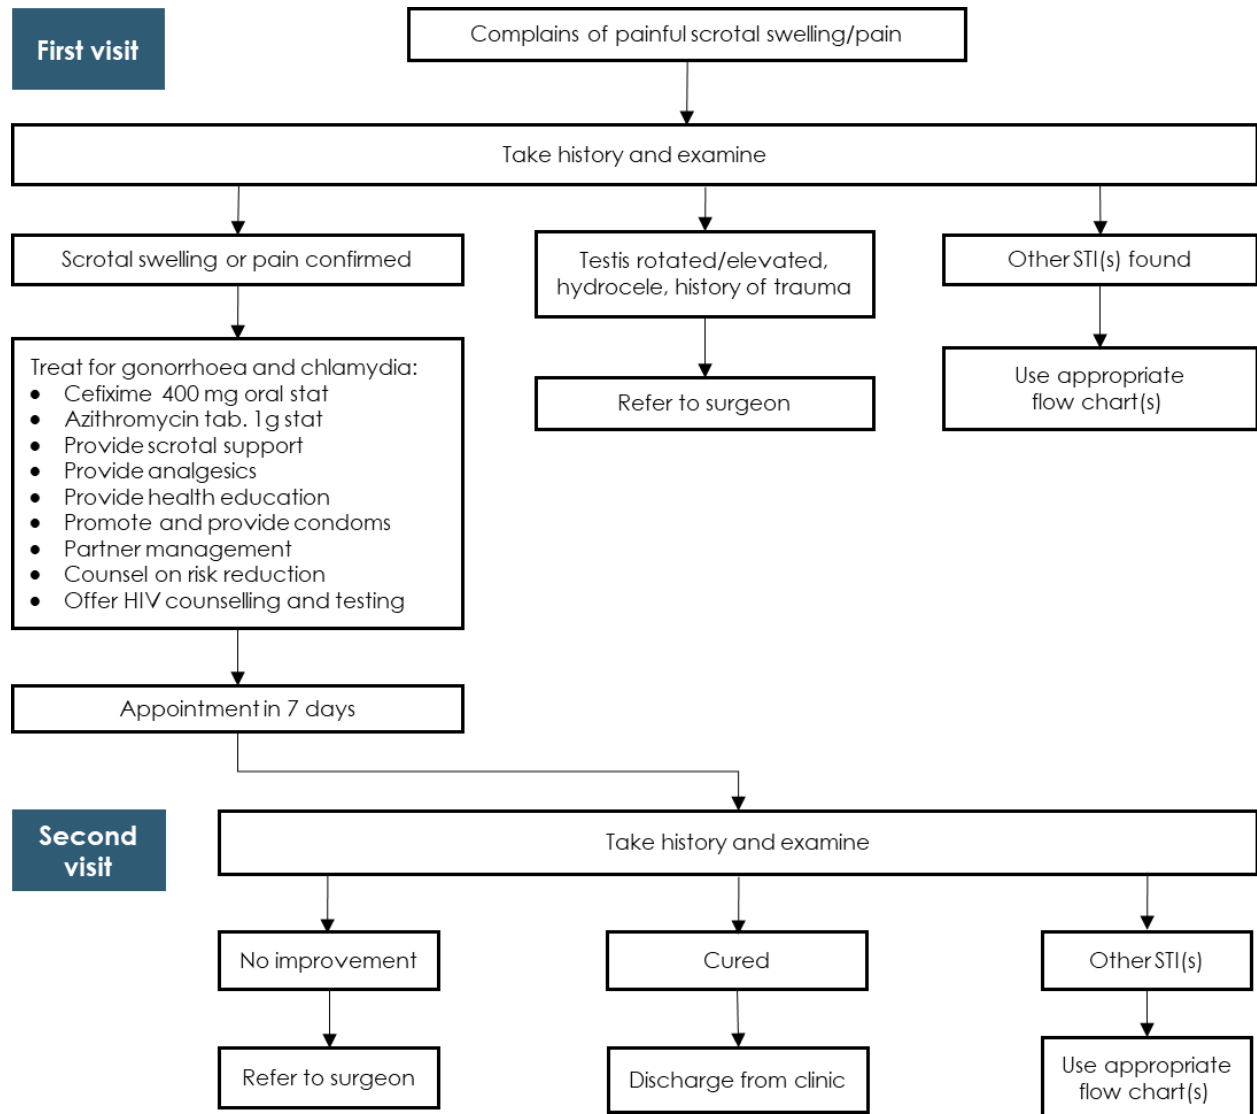 First visit
Complains of painful scrotal swelling/pain
Take history and examine
Scrotal swelling or pain confirmed
Testis rotated/elevated,
hydrocele, history of trauma
Other STI(s) found
Treat for gonorrhoea and chlamydia:
• Cefixime 400 mg oral stat
• Azithromycin tab. 1g stat
• Provide scrotal support
• Provide analgesics
• Provide health education
• Promote and provide condoms
• Partner management
• Counsel on risk reduction
• Offer HIV counselling and testing
Refer to surgeon
Use appropriate
flow chart(s)
Appointment in 7 days
Second
visit
Take history and examine
No improvement
Cured
Other STI(s)
Refer to surgeon
Discharge from clinic
Use appropriate
flow chart(s)